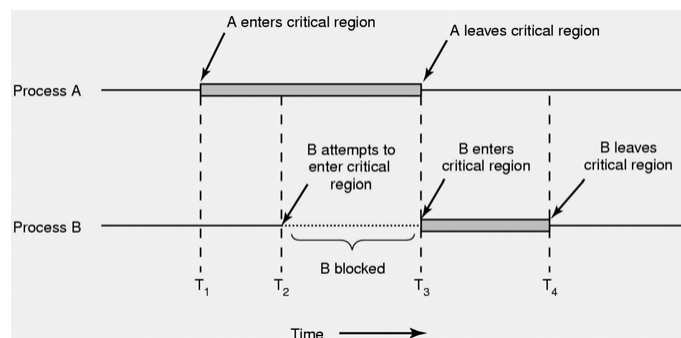 A enters critical region
A leaves critical region
Process A
B attempts to
enter critical
region
B enters
critical region
B leaves
critical region
Process B
B blocked
T1
T2
T3
T4
Time